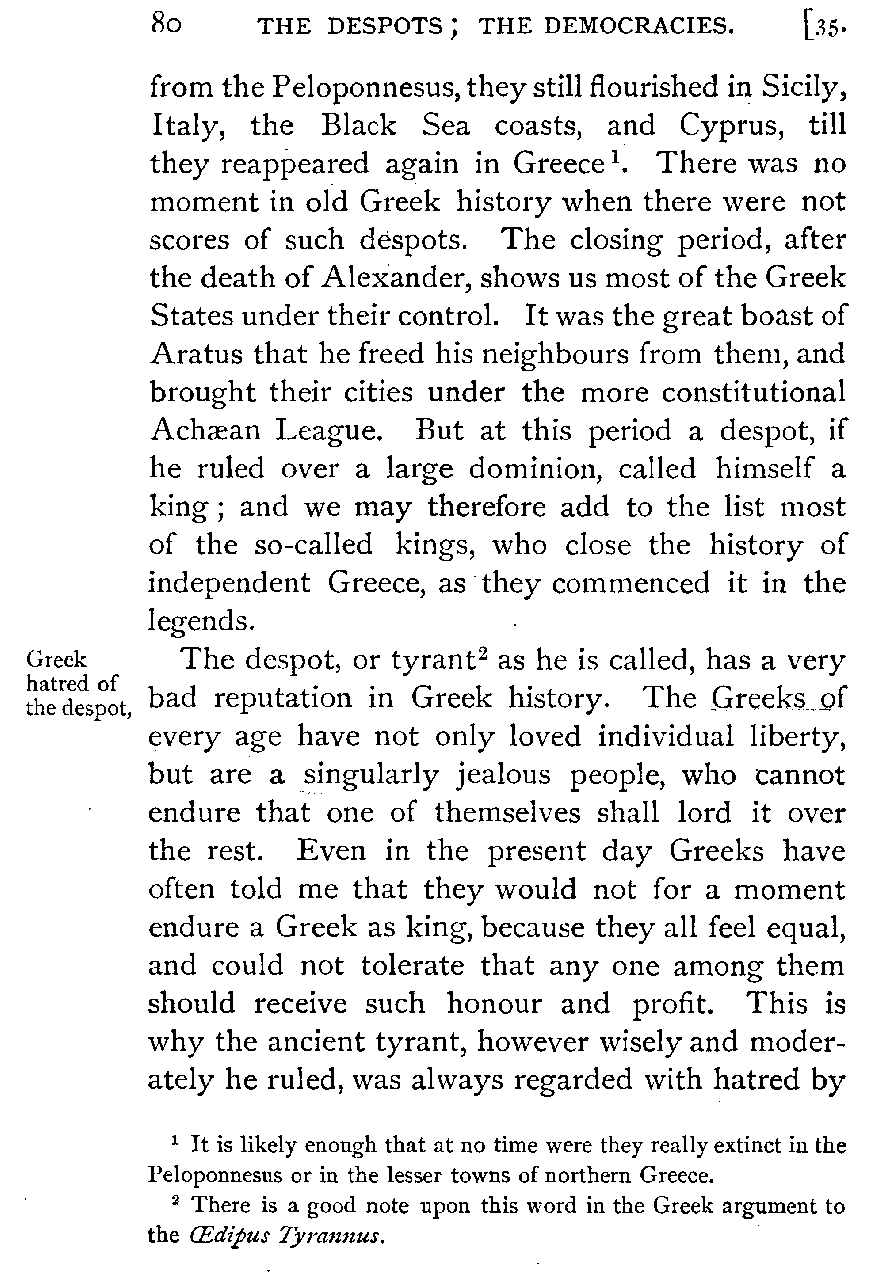 80 THE DESPOTS; THE DEMOCRACIES. [35.
from the Peloponnesus, they still flourished in Sicily,
Italy, the Black Sea coasts, and Cyprus, till
they reappeared again in Greece¹. There was no
moment in old Greek history when there were not
scores of such despots. The closing period, after
the death of Alexander, shows us most of the Greek
States under their control. It was the great boast of
Aratus that he freed his neighbours from them, and
brought their cities under the more constitutional
Achæan League. But at this period a despot, if
he ruled over a large dominion, called himself a
king; and we may therefore add to the list most
of the so-called kings, who close the history of
independent Greece, as they commenced it in the
legends.
Greek
hatred of
the despot,
The despot, or tyrant² as he is called, has a very
bad reputation in Greek history. The Greeks of
every age have not only loved individual liberty,
but are a singularly jealous people, who cannot
endure that one of themselves shall lord it over
the rest. Even in the present day Greeks have
often told me that they would not for a moment
endure a Greek as king, because they all feel equal,
and could not tolerate that any one among them
should receive such honour and profit. This is
why the ancient tyrant, however wisely and moder-
ately he ruled, was always regarded with hatred by
¹ It is likely enough that at no time were they really extinct in the
Peloponnesus or in the lesser towns of northern Greece.
² There is a good note upon this word in the Greek argument to
the Œdipus Tyrannus.